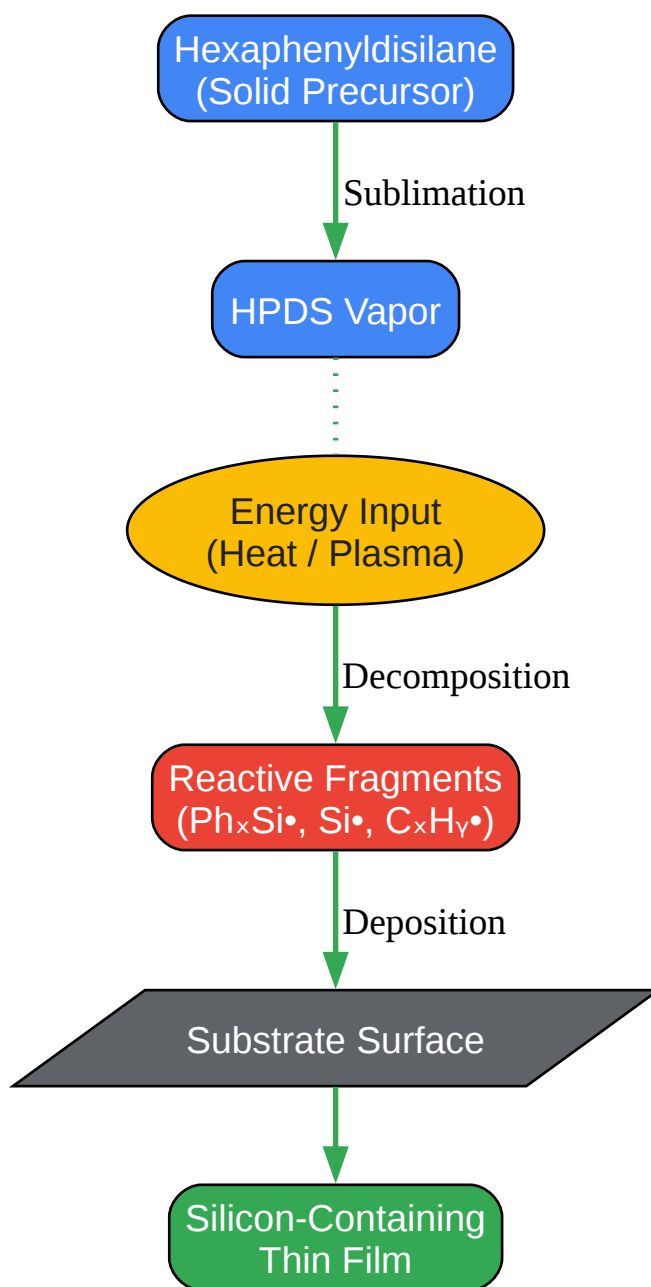 Hexaphenyldisilane
(Solid Precursor)
Sublimation
HPDS Vapor
Energy Input
(Heat / Plasma)
Decomposition
Reactive Fragments
(PhₓSi•, Si•, CₓHᵧ•)
Deposition
Substrate Surface
Silicon-Containing
Thin Film